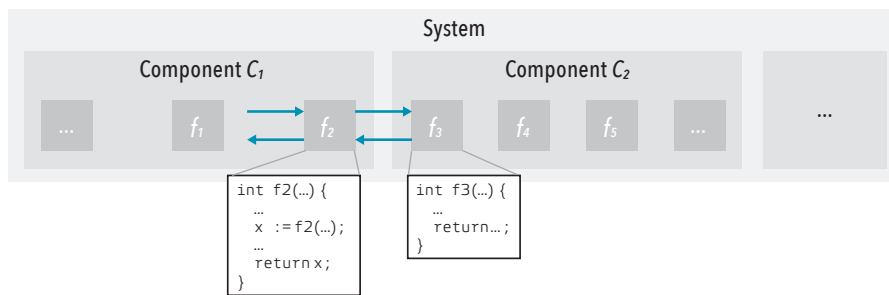 System
Component C₁
Component C₂
...
...
f₁
f₂
f₃
f₄
f₅
...
int f2(…) {
…
x := f2(…);
…
return x;
}
int f3(…) {
…
return …;
}